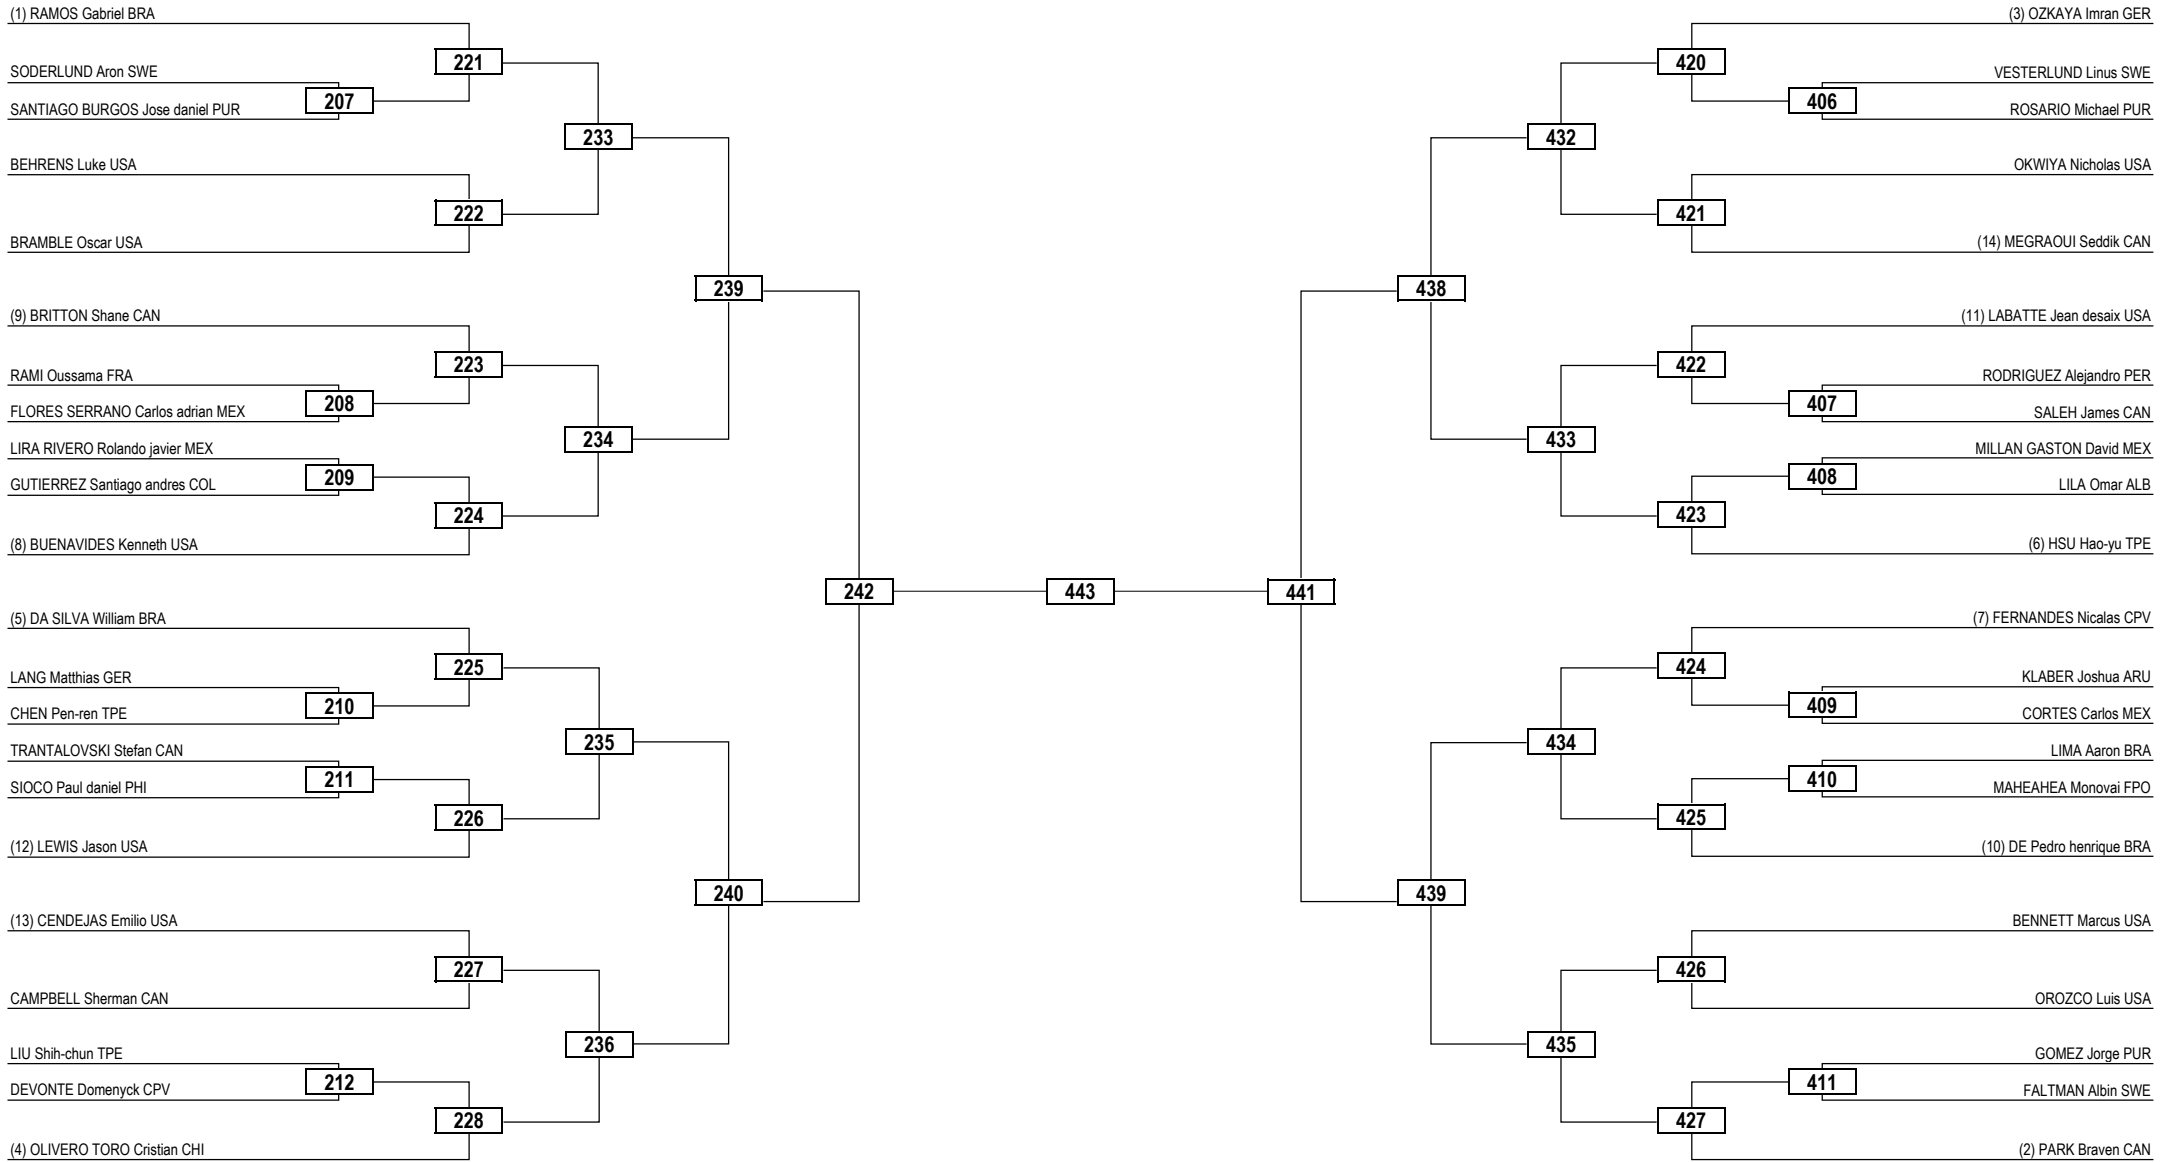 (1) RAMOS Gabriel BRA
221
SODERLUND Aron SWE
207
SANTIAGO BURGOS Jose daniel PUR
233
BEHRENS Luke USA
222
BRAMBLE Oscar USA
239
(9) BRITTON Shane CAN
223
RAMI Oussama FRA
208
FLORES SERRANO Carlos adrian MEX
234
LIRA RIVERO Rolando javier MEX
209
GUTIERREZ Santiago andres COL
224
(8) BUENAVIDES Kenneth USA
242
(5) DA SILVA William BRA
225
LANG Matthias GER
210
CHEN Pen-ren TPE
235
TRANTALOVSKI Stefan CAN
211
SIOCO Paul daniel PHI
226
(12) LEWIS Jason USA
240
(13) CENDEJAS Emilio USA
227
CAMPBELL Sherman CAN
236
LIU Shih-chun TPE
212
DEVONTE Domenyck CPV
228
(4) OLIVERO TORO Cristian CHI
443
(3) OZKAYA Imran GER
420
VESTERLUND Linus SWE
406
ROSARIO Michael PUR
432
OKWIYA Nicholas USA
421
(14) MEGRAOUI Seddik CAN
438
(11) LABATTE Jean desaix USA
422
RODRIGUEZ Alejandro PER
407
SALEH James CAN
433
MILLAN GASTON David MEX
408
LILA Omar ALB
423
(6) HSU Hao-yu TPE
441
(7) FERNANDES Nicalas CPV
424
KLABER Joshua ARU
409
CORTES Carlos MEX
434
LIMA Aaron BRA
410
MAHEAHEA Monovai FPO
425
(10) DE Pedro henrique BRA
439
BENNETT Marcus USA
426
OROZCO Luis USA
435
GOMEZ Jorge PUR
411
FALTMAN Albin SWE
427
(2) PARK Braven CAN